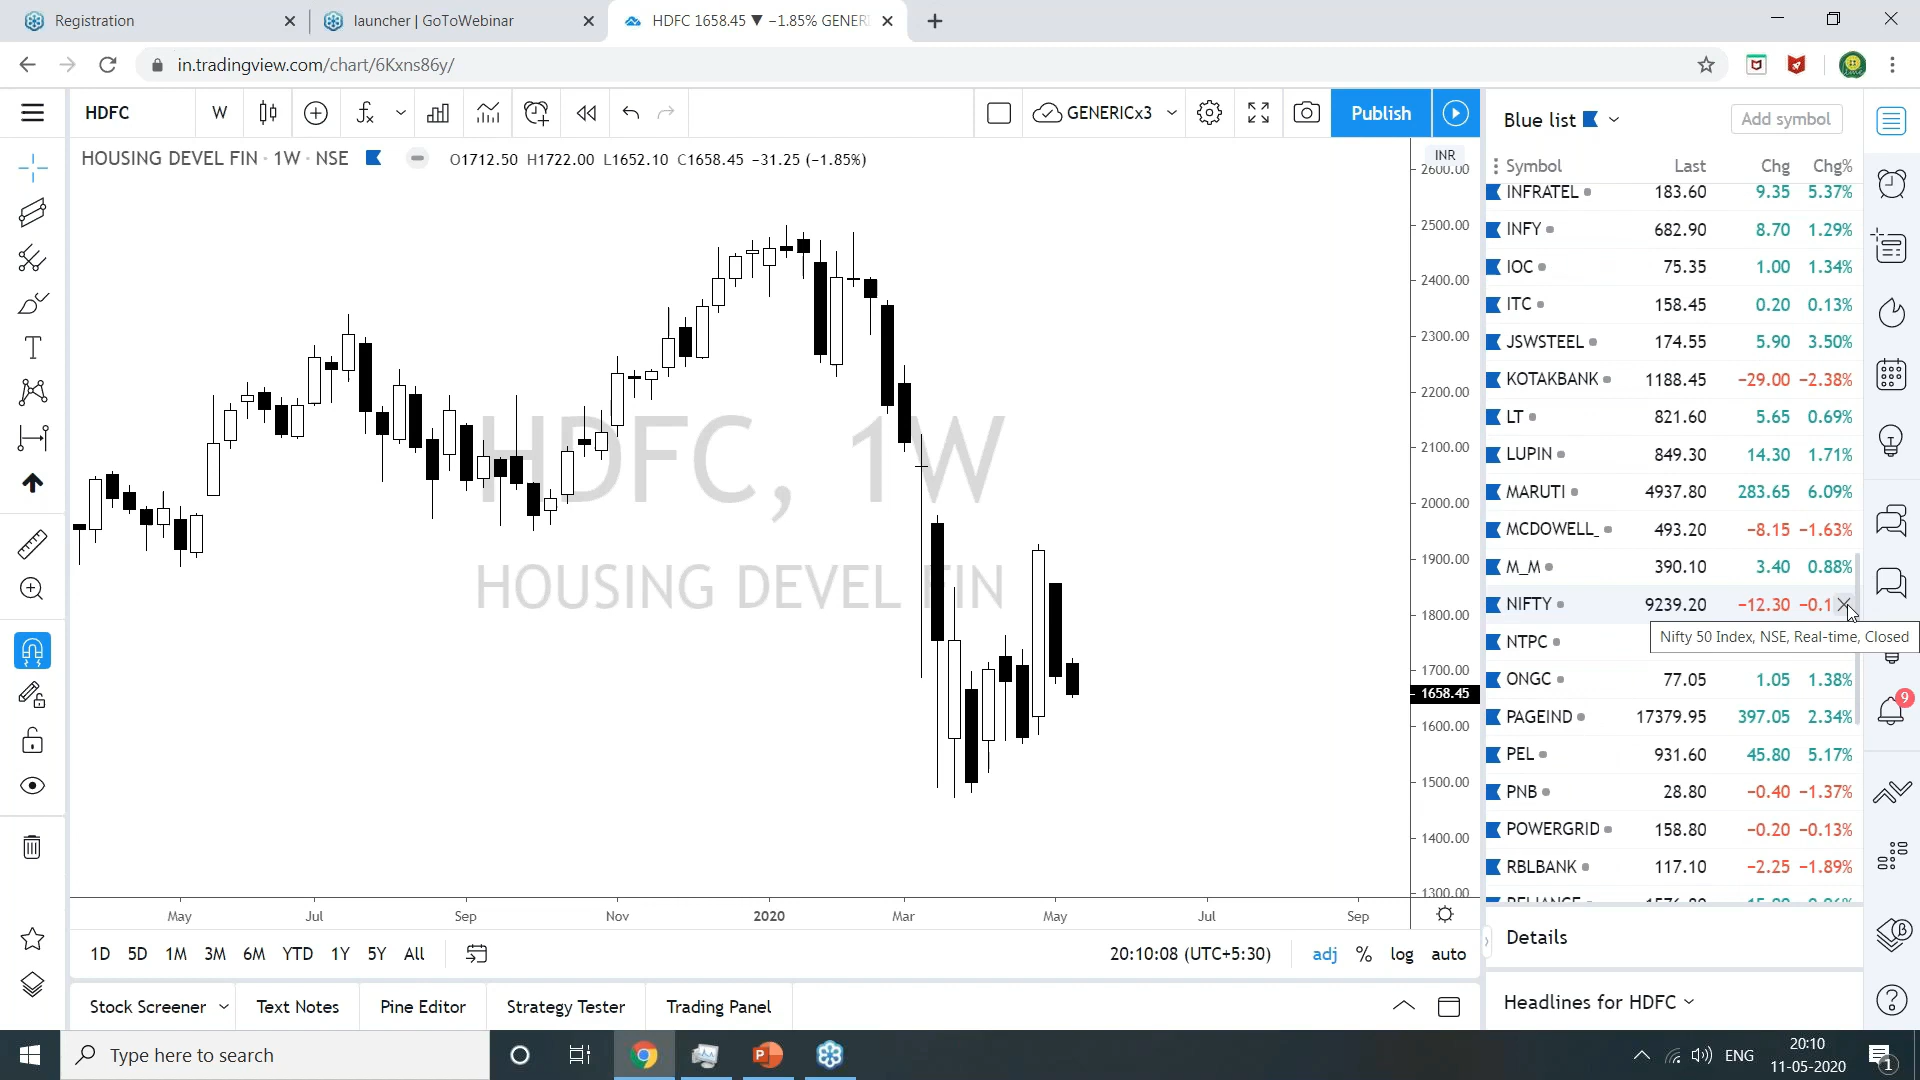 Registration
launcher | GoToWebinar
HDFC 1658.45 ▼ −1.85% GENER
in.tradingview.com/chart/6Kxns86y/
HDFC
W
GENERICx3
Publish
Blue list
Add symbol
HOUSING DEVEL FIN · 1W · NSE
O1712.50 H1722.00 L1652.10 C1658.45 −31.25 (−1.85%)
INR
Symbol Last Chg Chg%
INFRATEL 183.60 9.35 5.37%
INFY 682.90 8.70 1.29%
IOC 75.35 1.00 1.34%
ITC 158.45 0.20 0.13%
JSWSTEEL 174.55 5.90 3.50%
KOTAKBANK 1188.45 −29.00 −2.38%
LT 821.60 5.65 0.69%
LUPIN 849.30 14.30 1.71%
MARUTI 4937.80 283.65 6.09%
MCDOWELL_ 493.20 −8.15 −1.63%
M_M 390.10 3.40 0.88%
NIFTY 9239.20 −12.30 −0.1
Nifty 50 Index, NSE, Real-time, Closed
NTPC
ONGC 77.05 1.05 1.38%
PAGEIND 17379.95 397.05 2.34%
PEL 931.60 45.80 5.17%
PNB 28.80 −0.40 −1.37%
POWERGRID 158.80 −0.20 −0.13%
RBLBANK 117.10 −2.25 −1.89%
2600.00
2500.00
2400.00
2300.00
2200.00
2100.00
2000.00
1900.00
1800.00
1700.00
1658.45
1600.00
1500.00
1400.00
1300.00
HDFC, 1W
HOUSING DEVEL FIN
May Jul Sep Nov 2020 Mar May Jul Sep
1D 5D 1M 3M 6M YTD 1Y 5Y All
20:10:08 (UTC+5:30)
adj % log auto
Details
Stock Screener
Text Notes
Pine Editor
Strategy Tester
Trading Panel
Headlines for HDFC
9
β
Type here to search
ENG
20:10
11-05-2020
1